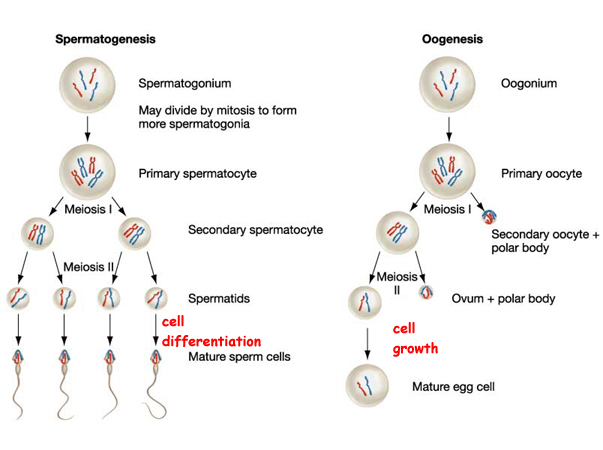 Spermatogenesis
Spermatogonium
May divide by mitosis to form
more spermatogonia
Primary spermatocyte
Meiosis I
Secondary spermatocyte
Meiosis II
Spermatids
cell
differentiation
Mature sperm cells
Oogenesis
Oogonium
Primary oocyte
Meiosis I
Secondary oocyte +
polar body
Meiosis
II
Ovum + polar body
cell
growth
Mature egg cell